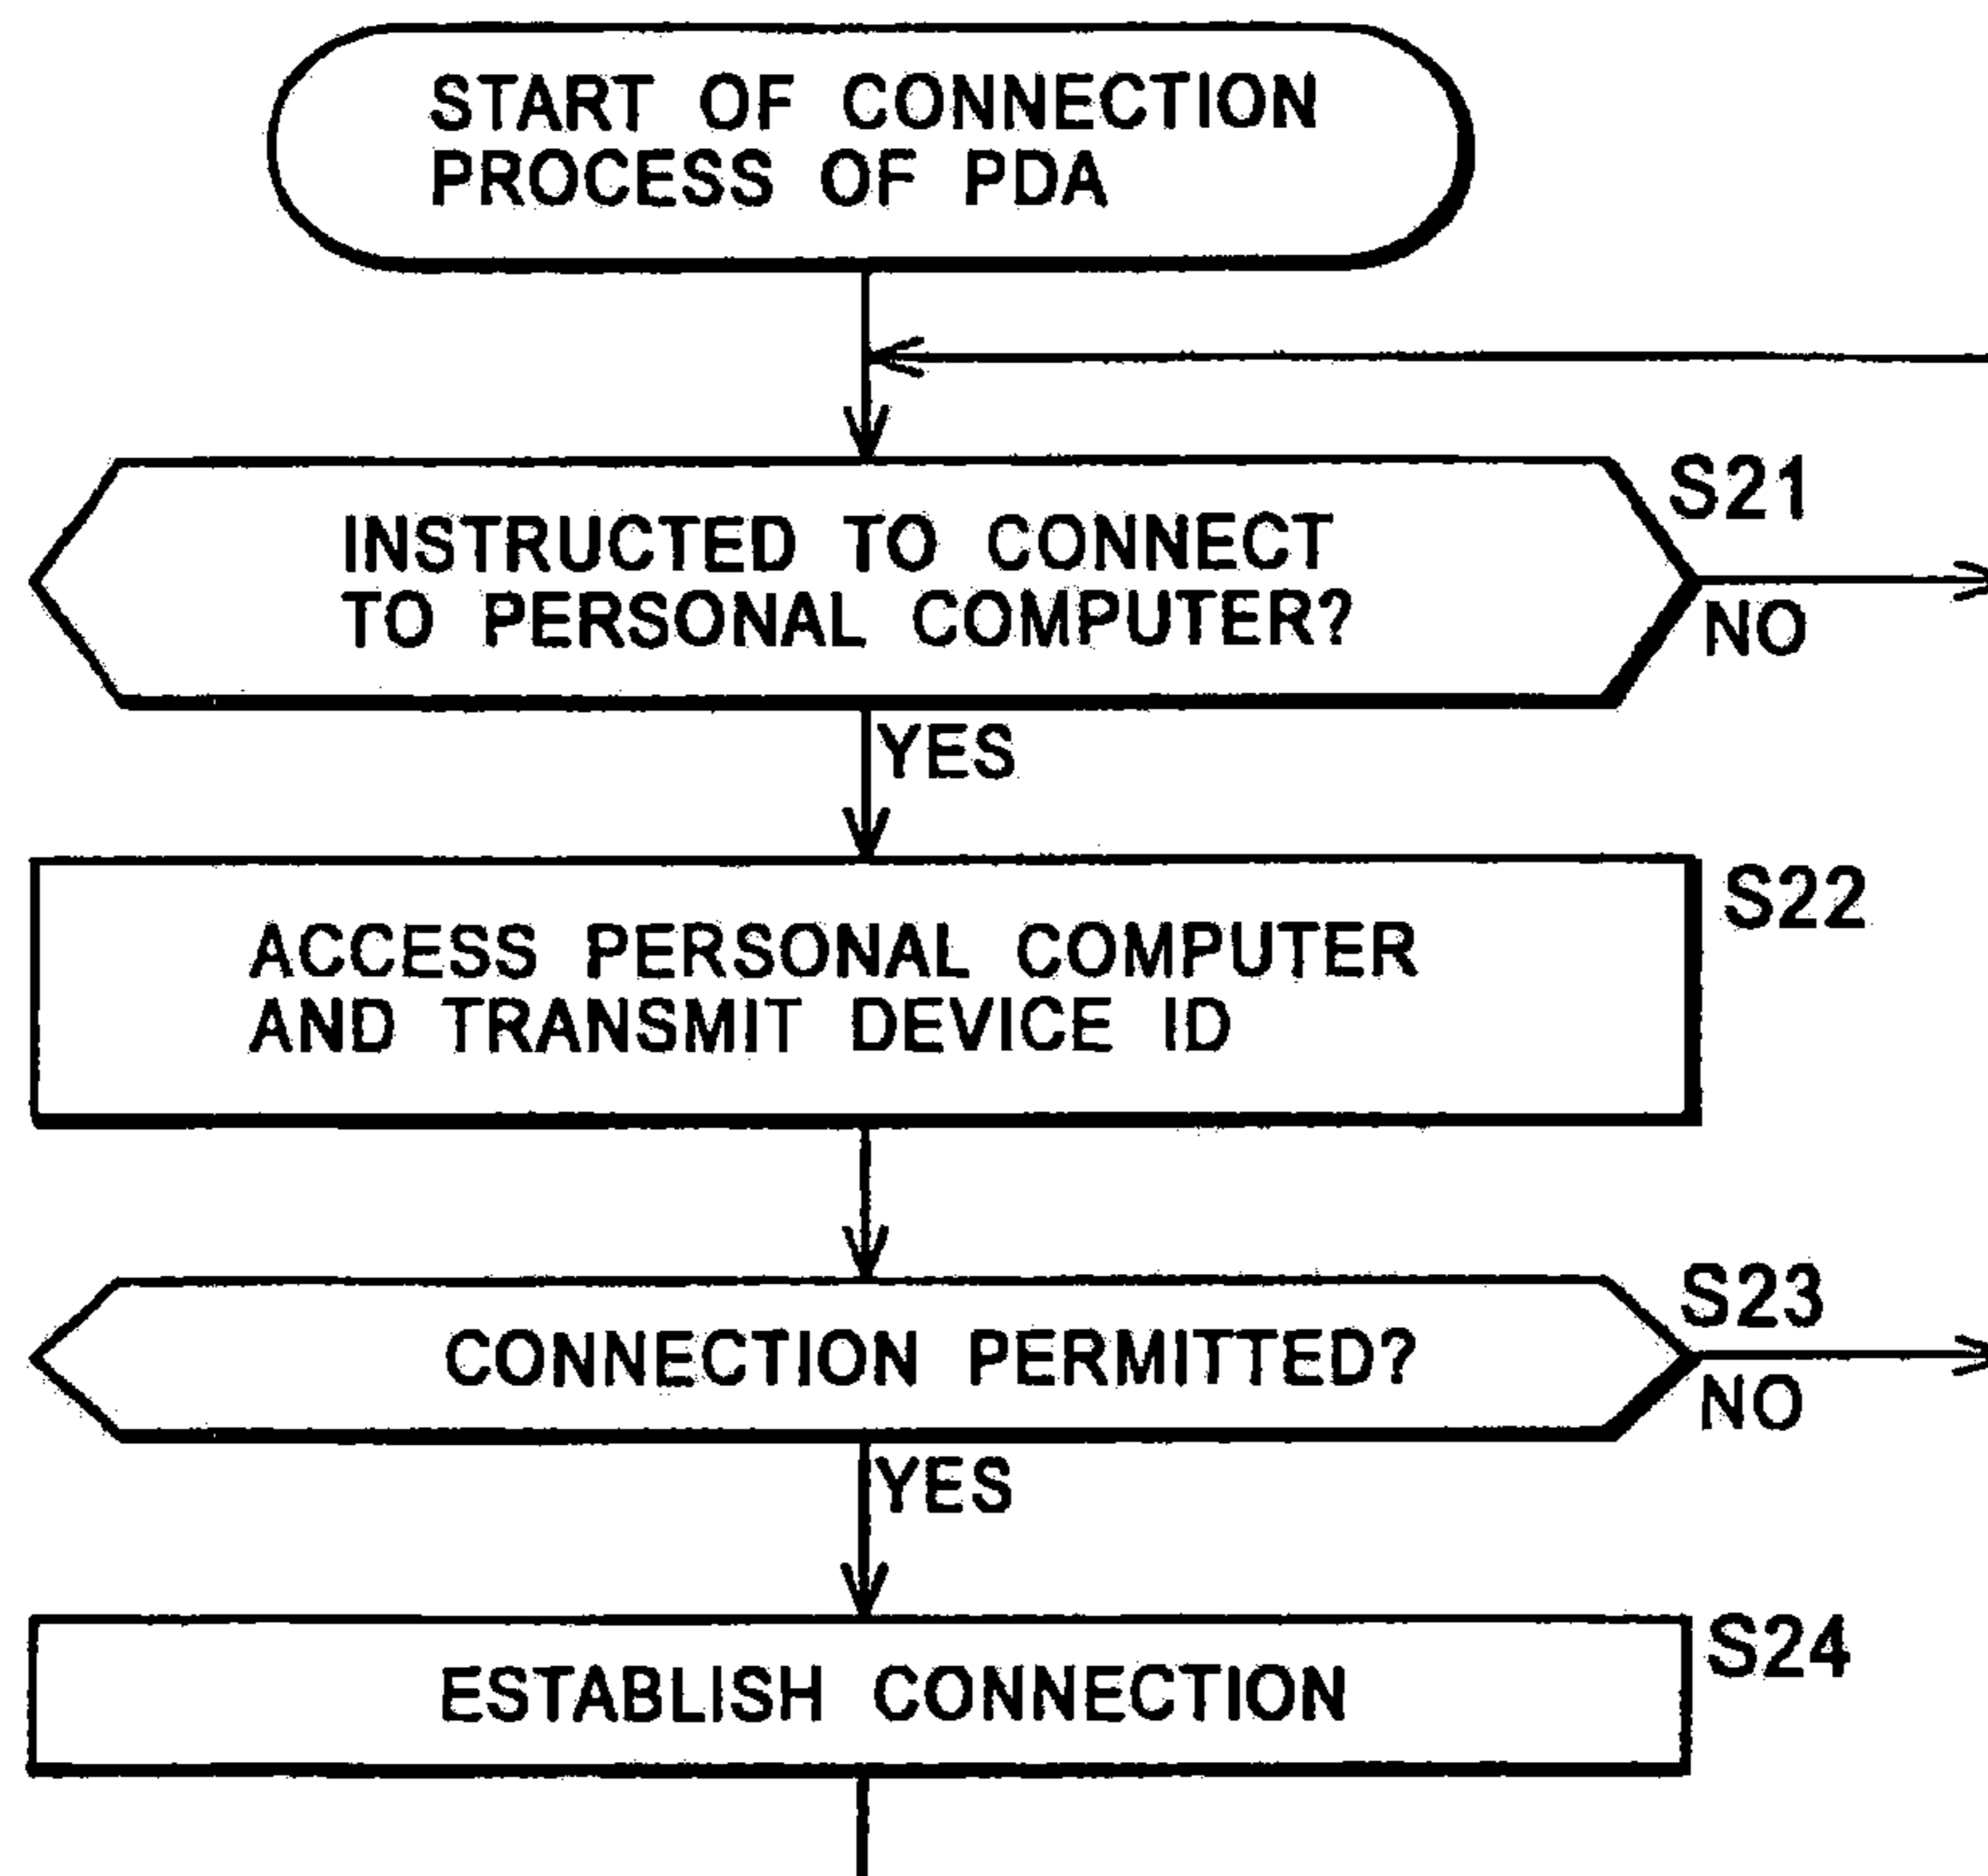 START OF CONNECTION
PROCESS OF PDA
S21
INSTRUCTED TO CONNECT
TO PERSONAL COMPUTER?
NO
YES
S22
ACCESS PERSONAL COMPUTER
AND TRANSMIT DEVICE ID
S23
CONNECTION PERMITTED?
NO
YES
S24
ESTABLISH CONNECTION